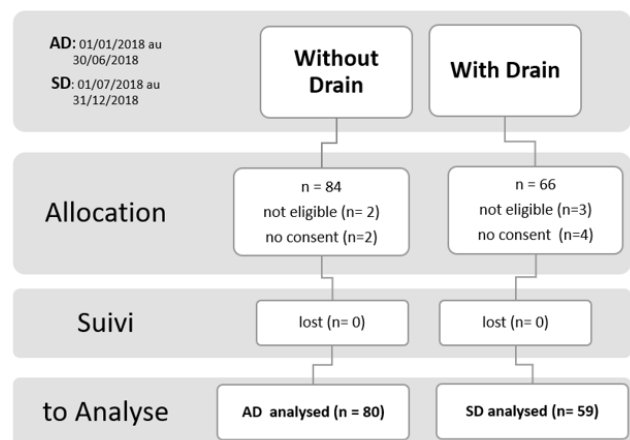 AD: 01/01/2018 au
30/06/2018
SD: 01/07/2018 au
31/12/2018
Without
Drain
With Drain
Allocation
n = 84
not eligible (n= 2)
no consent (n=2)
n = 66
not eligible (n=3)
no consent (n=4)
Suivi
lost (n= 0)
lost (n= 0)
to Analyse
AD analysed (n = 80)
SD analysed (n= 59)